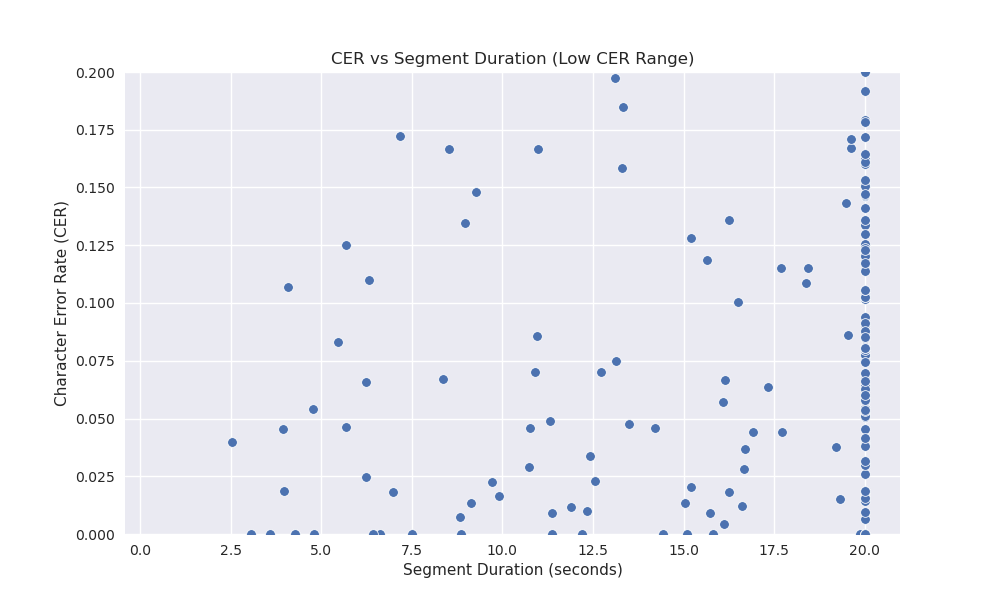 CER vs Segment Duration (Low CER Range)
0.200
0.175
0.150
0.125
0.100
0.075
0.050
0.025
0.000
Character Error Rate (CER)
0.0 2.5 5.0 7.5 10.0 12.5 15.0 17.5 20.0
Segment Duration (seconds)